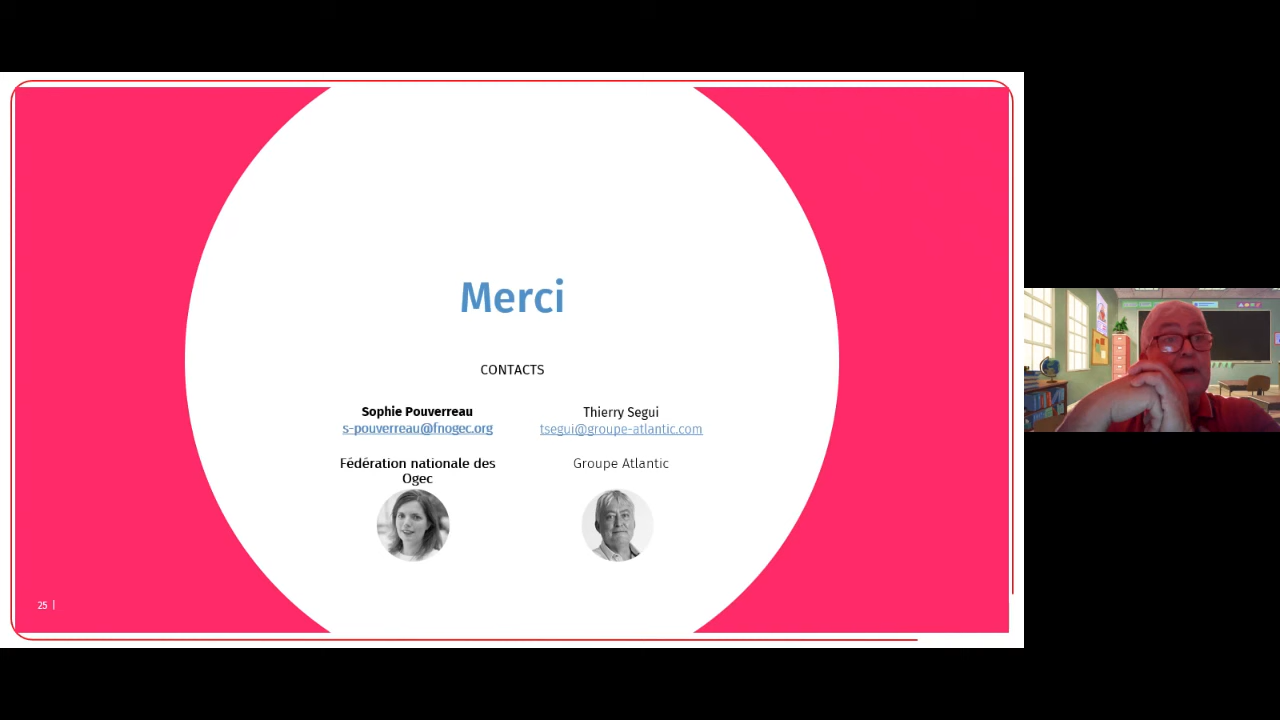 Merci
CONTACTS
Sophie Pouverreau
s-pouverreau@fnogec.org
Fédération nationale des
Ogec
Thierry Segui
tsegui@groupe-atlantic.com
Groupe Atlantic
25 |